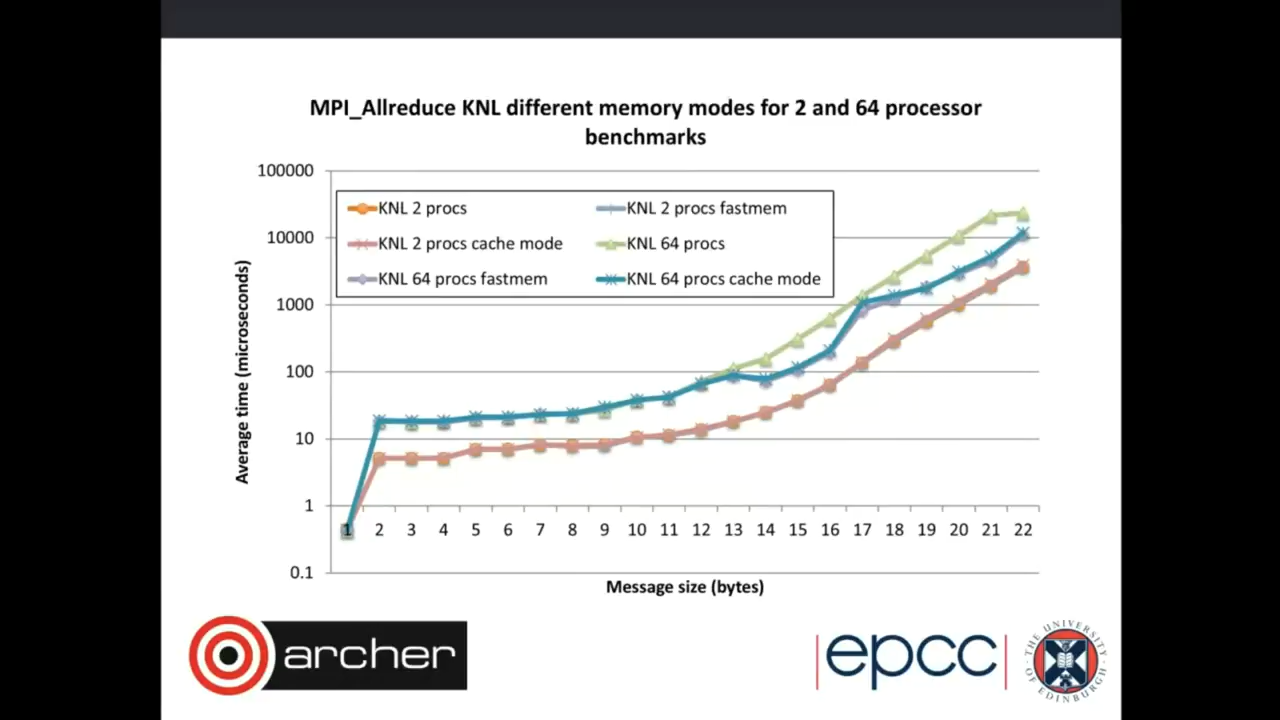 MPI_Allreduce KNL different memory modes for 2 and 64 processor
benchmarks
100000
10000
1000
100
10
1
0.1
Average time (microseconds)
KNL 2 procs
KNL 2 procs fastmem
KNL 2 procs cache mode
KNL 64 procs
KNL 64 procs fastmem
KNL 64 procs cache mode
1 2 3 4 5 6 7 8 9 10 11 12 13 14 15 16 17 18 19 20 21 22
Message size (bytes)
archer
epcc
THE UNIVERSITY
OF EDINBURGH